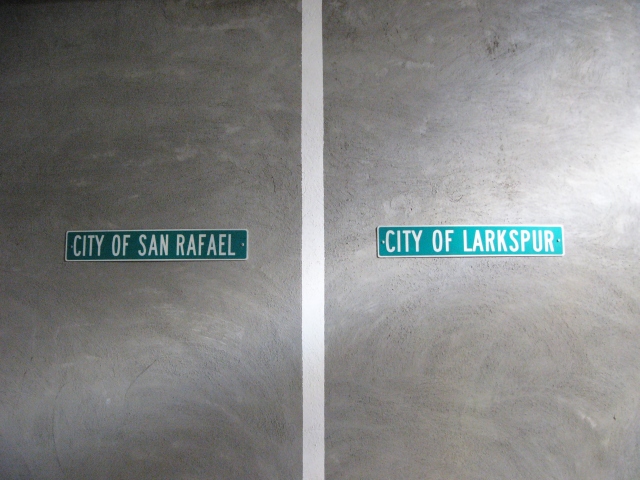 CITY OF SAN RAFAEL
CITY OF LARKSPUR